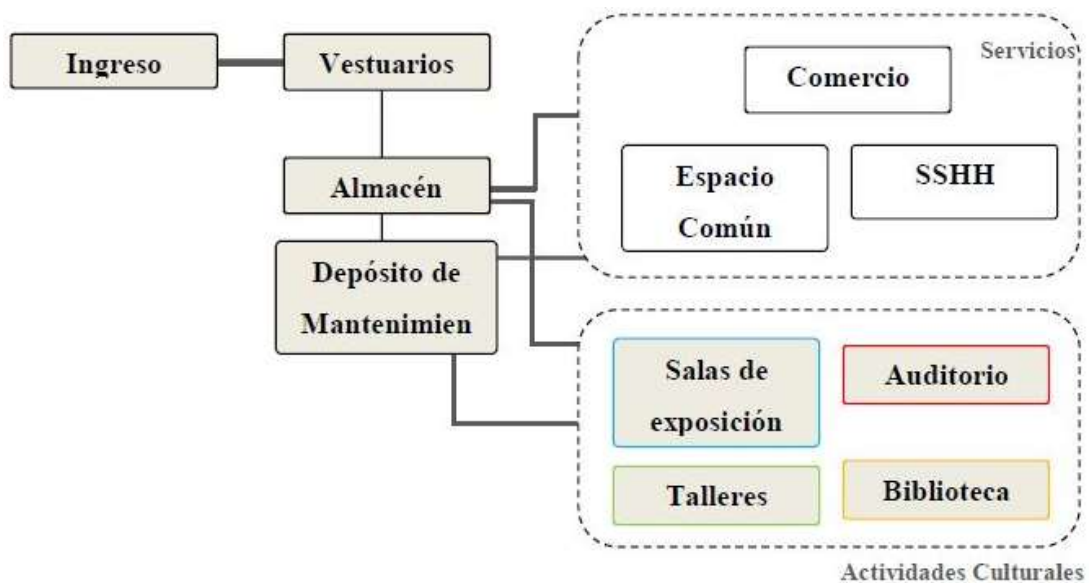 Ingreso
Vestuarios
Almacén
Depósito de
Mantenimien
Servicios
Comercio
Espacio
Común
SSHH
Salas de
exposición
Auditorio
Talleres
Biblioteca
Actividades Culturales